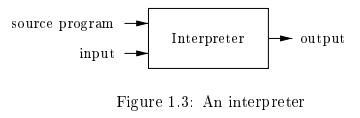 source program
Interpreter
output
input
Figure 1.3: An interpreter